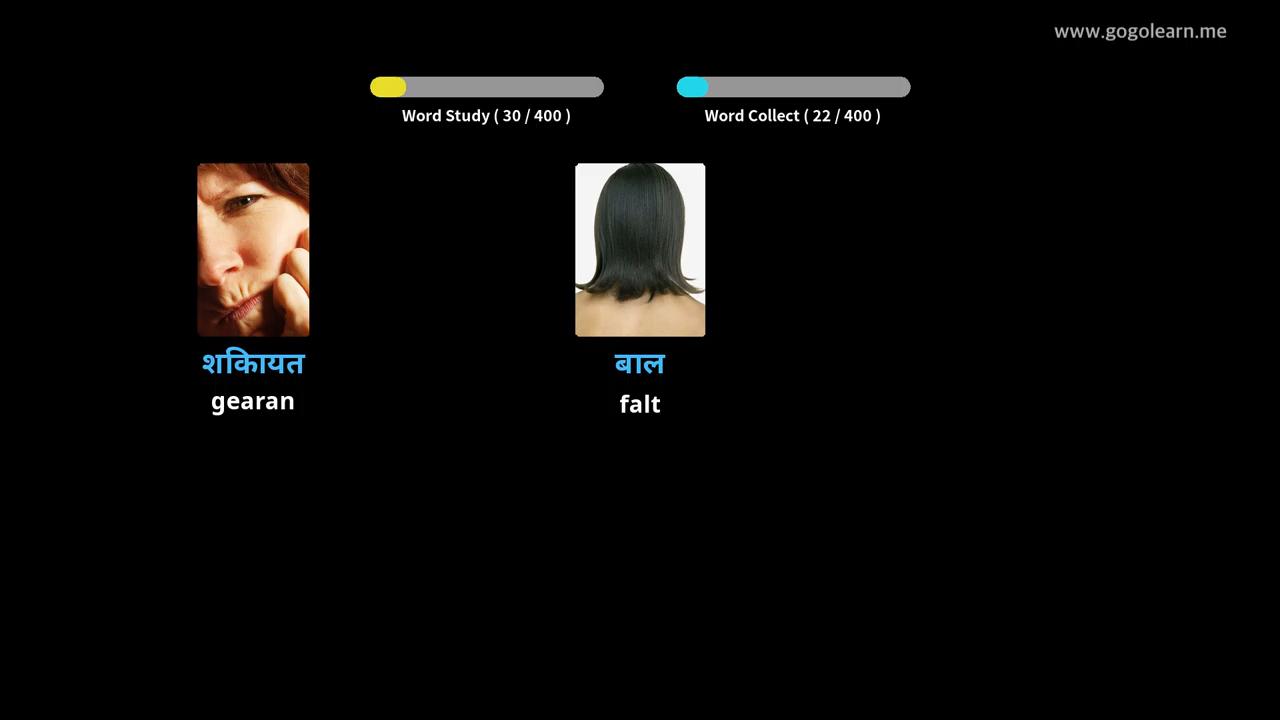 www.gogolearn.me
Word Study ( 30 / 400 )
Word Collect ( 22 / 400 )
शकिायत
बाल
gearan
falt